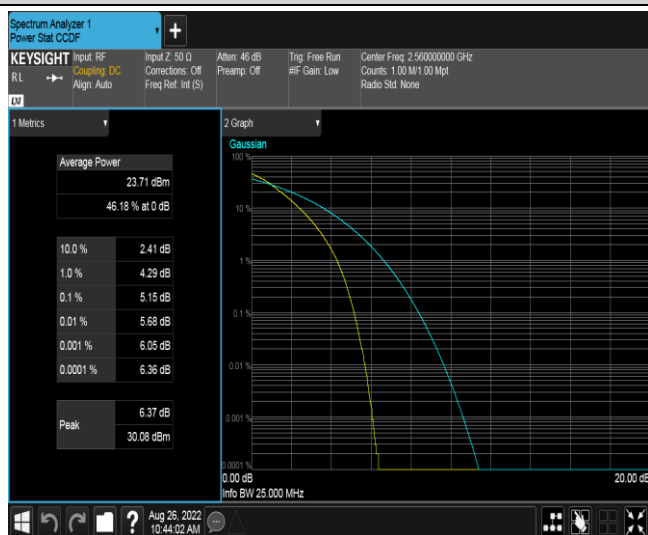 Spectrum Analyzer 1
Power Stat CCDF
+
KEYSIGHT
R L
LXI
Input: RF
Coupling: DC
Align: Auto
Input Z: 50 Ω
Corrections: Off
Freq Ref: Int (S)
Atten: 46 dB
Preamp: Off
Trig: Free Run
#IF Gain: Low
Center Freq: 2.560000000 GHz
Counts: 1.00 M/1.00 Mpt
Radio Std: None
1 Metrics
Average Power
23.71 dBm
46.18 % at 0 dB
10.0 % 2.41 dB
1.0 % 4.29 dB
0.1 % 5.15 dB
0.01 % 5.68 dB
0.001 % 6.05 dB
0.0001 % 6.36 dB
Peak
6.37 dB
30.08 dBm
2 Graph
Gaussian
100 %
10 %
1 %
0.1 %
0.01 %
0.001 %
0.0001 %
0.00 dB 20.00 dB
Info BW 25.000 MHz
?
Aug 26, 2022
10:44:02 AM